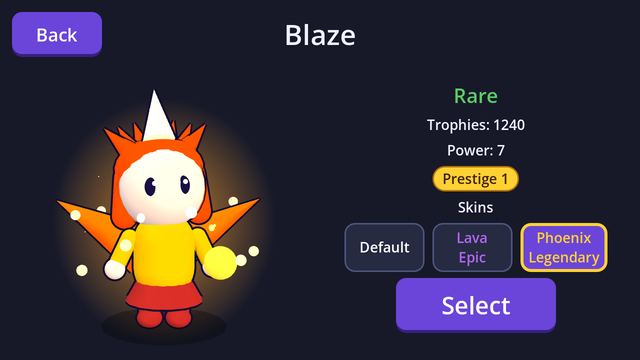 Back
Blaze
Rare
Trophies: 1240
Power: 7
Prestige 1
Skins
Default
Lava
Epic
Phoenix
Legendary
Select